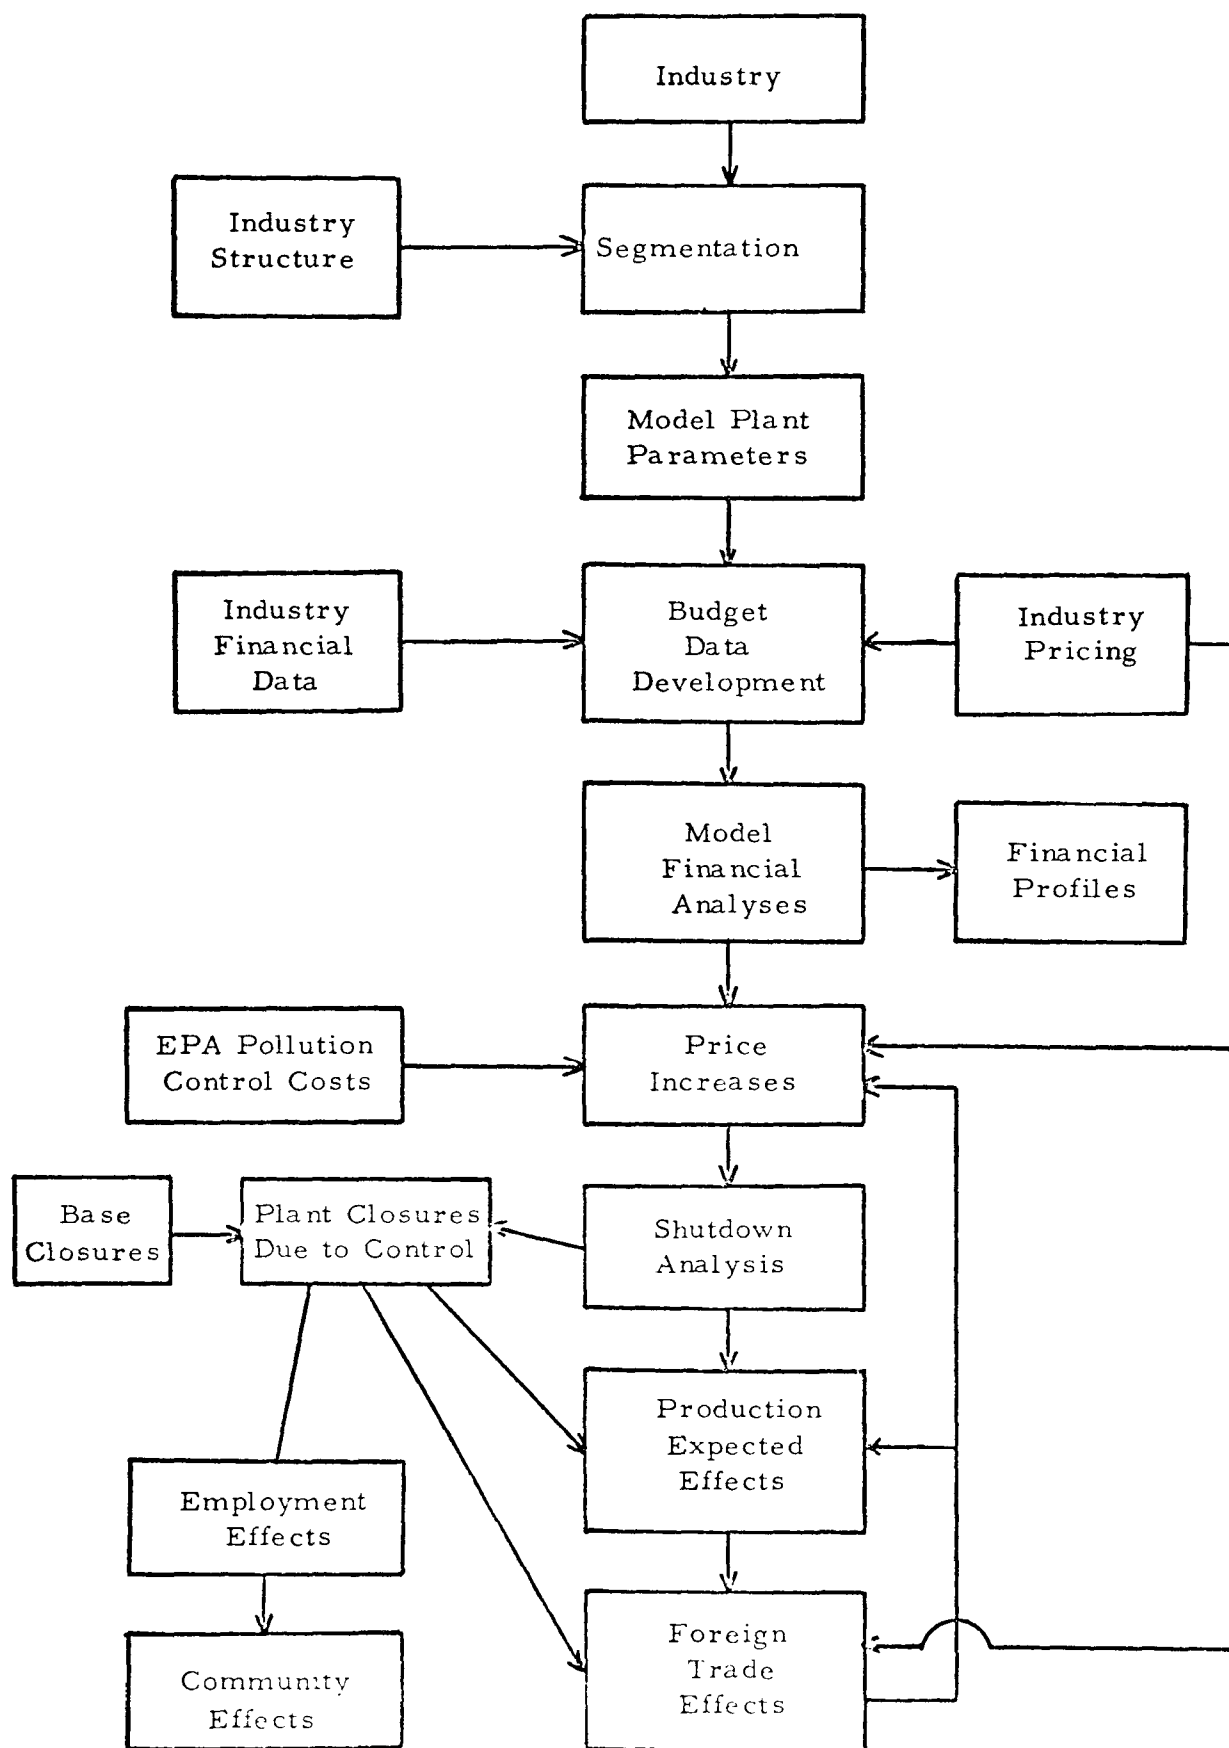 Industry
Industry
Structure
Segmentation
Model Plant
Parameters
Industry
Financial
Data
Budget
Data
Development
Industry
Pricing
Model
Financial
Analyses
Financial
Profiles
EPA Pollution
Control Costs
Price
Increases
Base
Closures
Plant Closures
Due to Control
Shutdown
Analysis
Production
Expected
Effects
Employment
Effects
Foreign
Trade
Effects
Community
Effects